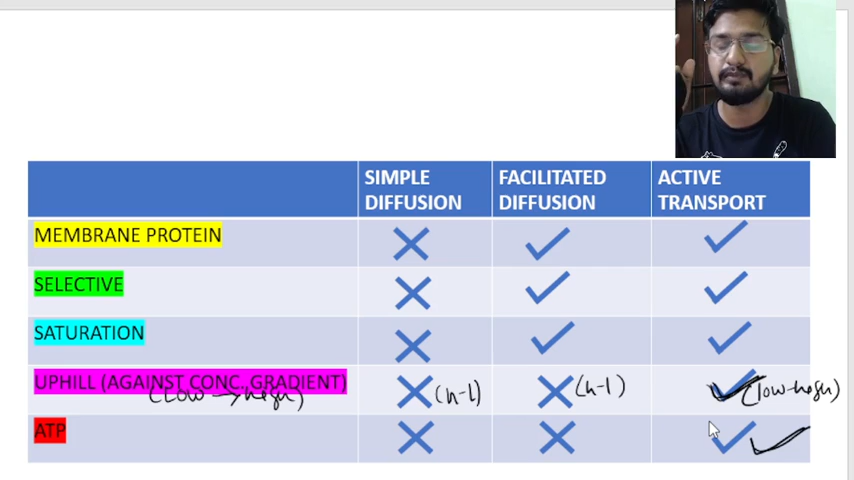 SIMPLE DIFFUSION
FACILITATED DIFFUSION
ACTIVE TRANSPORT
MEMBRANE PROTEIN
SELECTIVE
SATURATION
UPHILL (AGAINST CONC. GRADIENT) (h-l) (h-l) (low-high)
(Low → high)
ATP